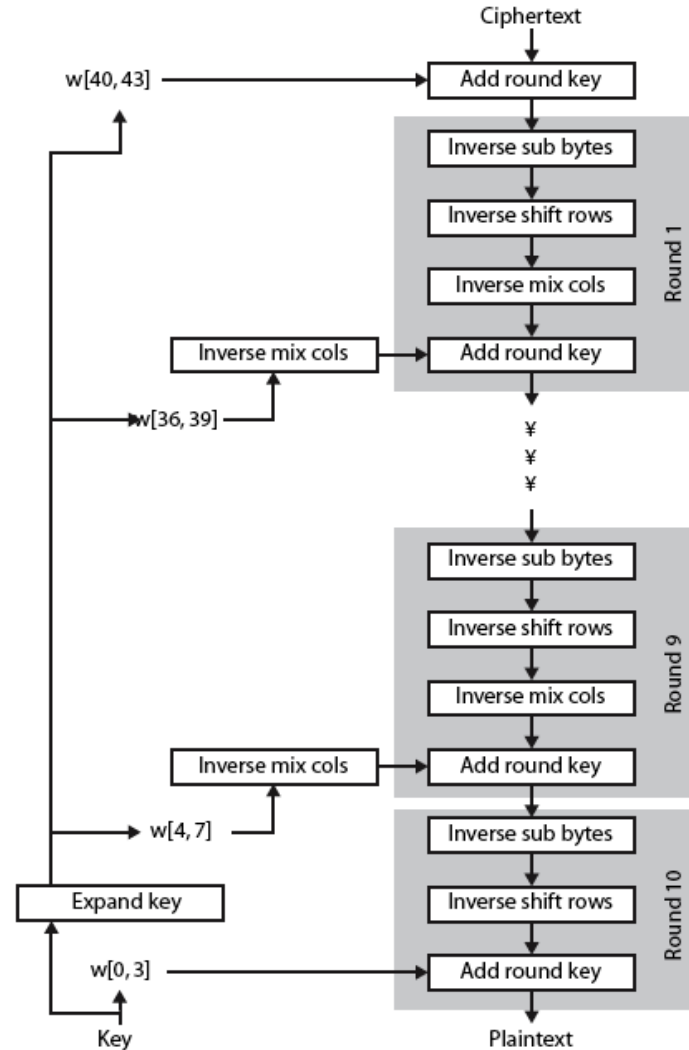 Ciphertext
w[40, 43]
Add round key
Inverse sub bytes
Inverse shift rows
Round 1
Inverse mix cols
Inverse mix cols
Add round key
w[36, 39]
¥
¥
¥
Inverse sub bytes
Inverse shift rows
Round 9
Inverse mix cols
Inverse mix cols
Add round key
w[4, 7]
Inverse sub bytes
Expand key
Inverse shift rows
Round 10
w[0, 3]
Add round key
Key
Plaintext